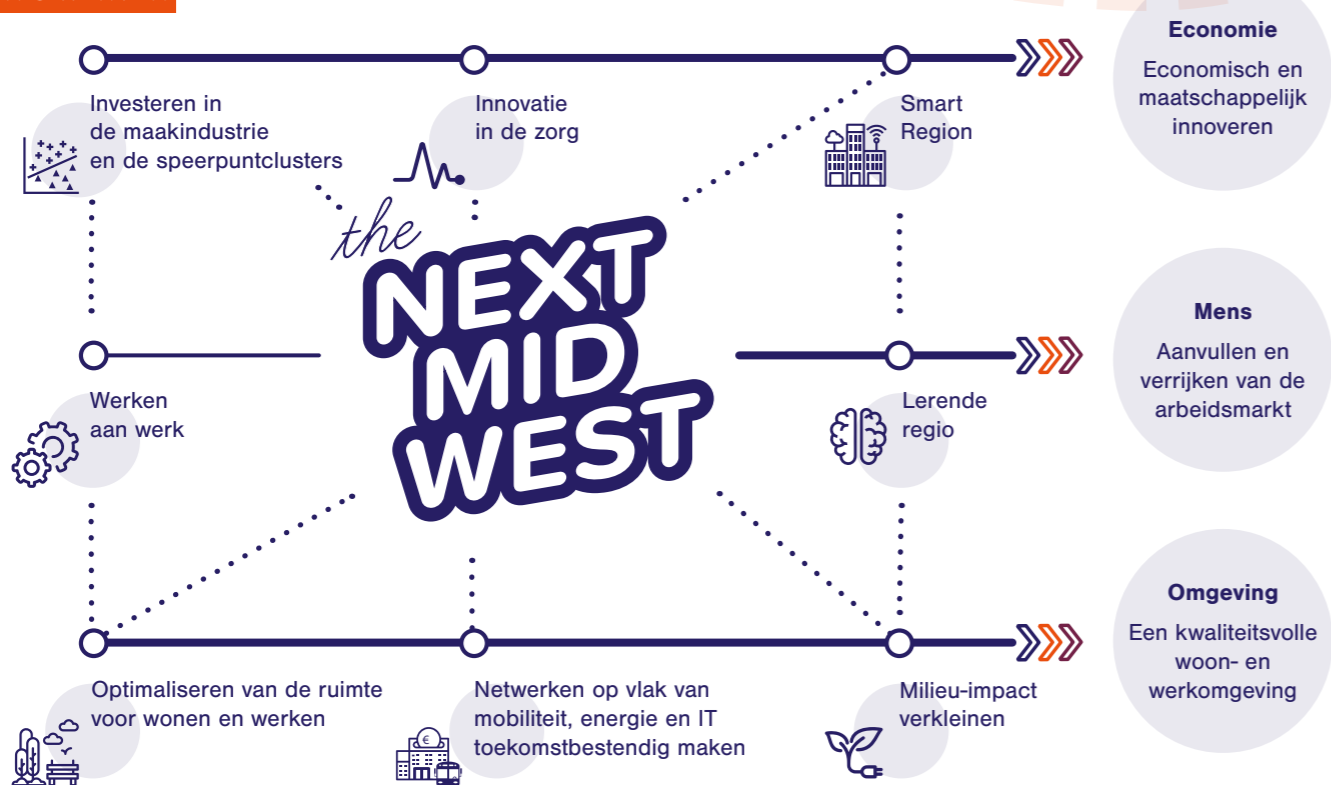 Economie
Economisch en
maatschappelijk
innoveren
Investeren in
de maakindustrie
en de speerpuntclusters
Innovatie
in de zorg
Smart
Region
the
NEXT
MID
WEST
Mens
Aanvullen en
verrijken van de
arbeidsmarkt
Werken
aan werk
Lerende
regio
Omgeving
Een kwaliteitsvolle
woon- en
werkomgeving
Optimaliseren van de ruimte
voor wonen en werken
Netwerken op vlak van
mobiliteit, energie en IT
toekomstbestendig maken
€
Milieu-impact
verkleinen